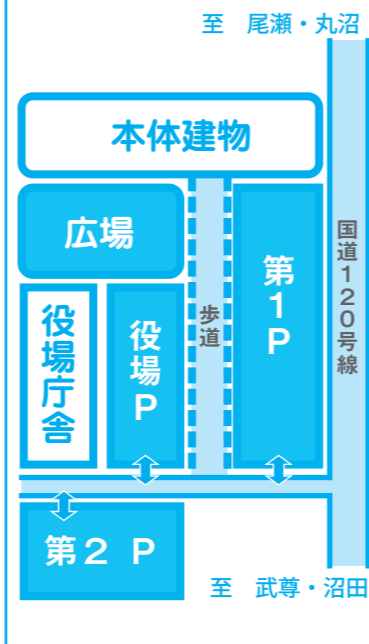 至　尾瀬・丸沼
本体建物
広場
国道120号線
第1P
歩道
役場庁舎
役場P
第2 P
至　武尊・沼田